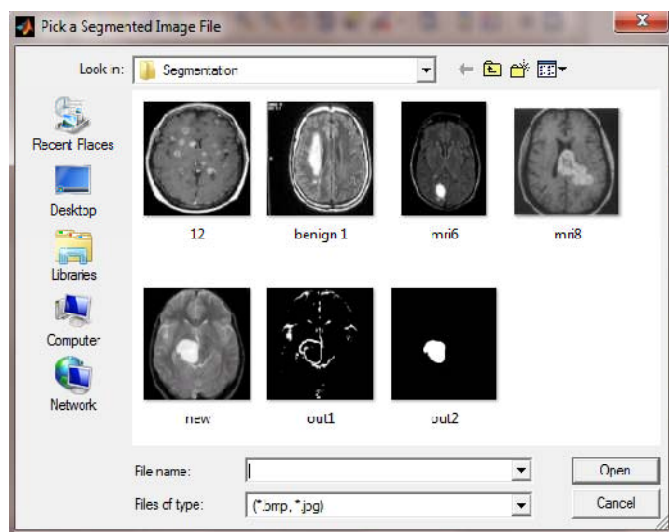 Pick a Segmented Image File
Look in: Segmentation
Recent Places
Desktop
Libraries
Computer
Network
12 benign 1 mri6 mri8
new out1 out2
File name: Open
Files of type: (*.bmp, *.jpg) Cancel